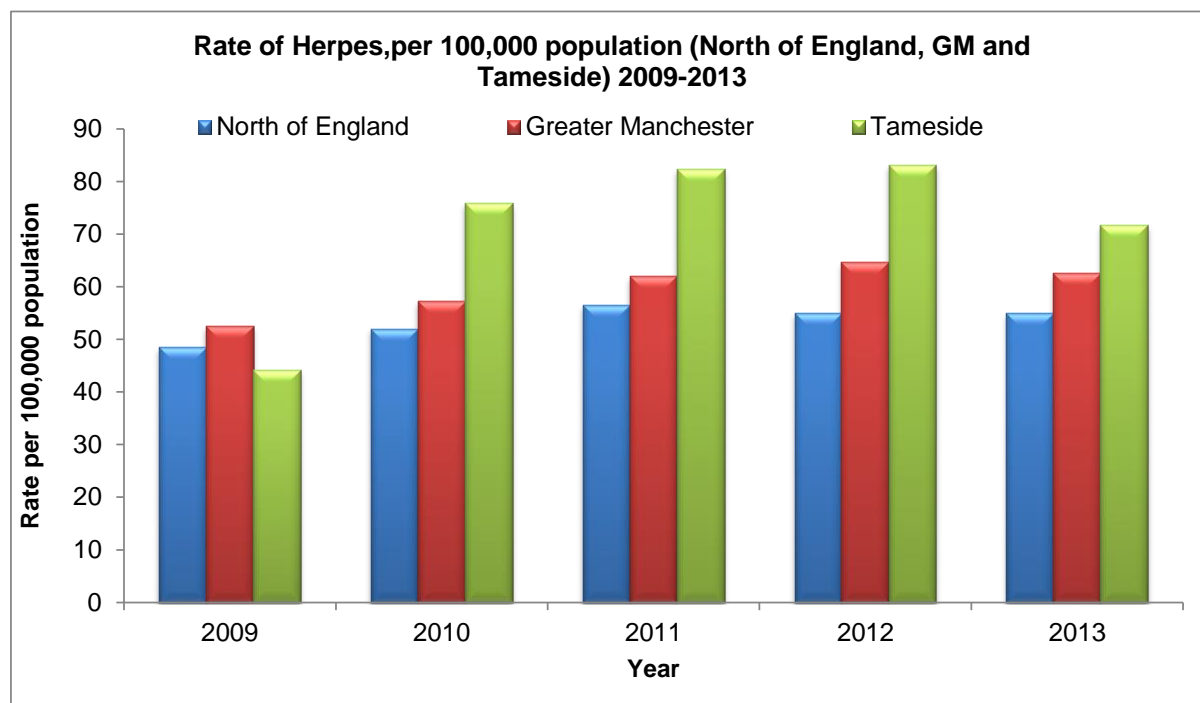 Rate of Herpes,per 100,000 population (North of England, GM and
Tameside) 2009-2013
North of England
Greater Manchester
Tameside
Rate per 100,000 population
90
80
70
60
50
40
30
20
10
0
2009
2010
2011
2012
2013
Year